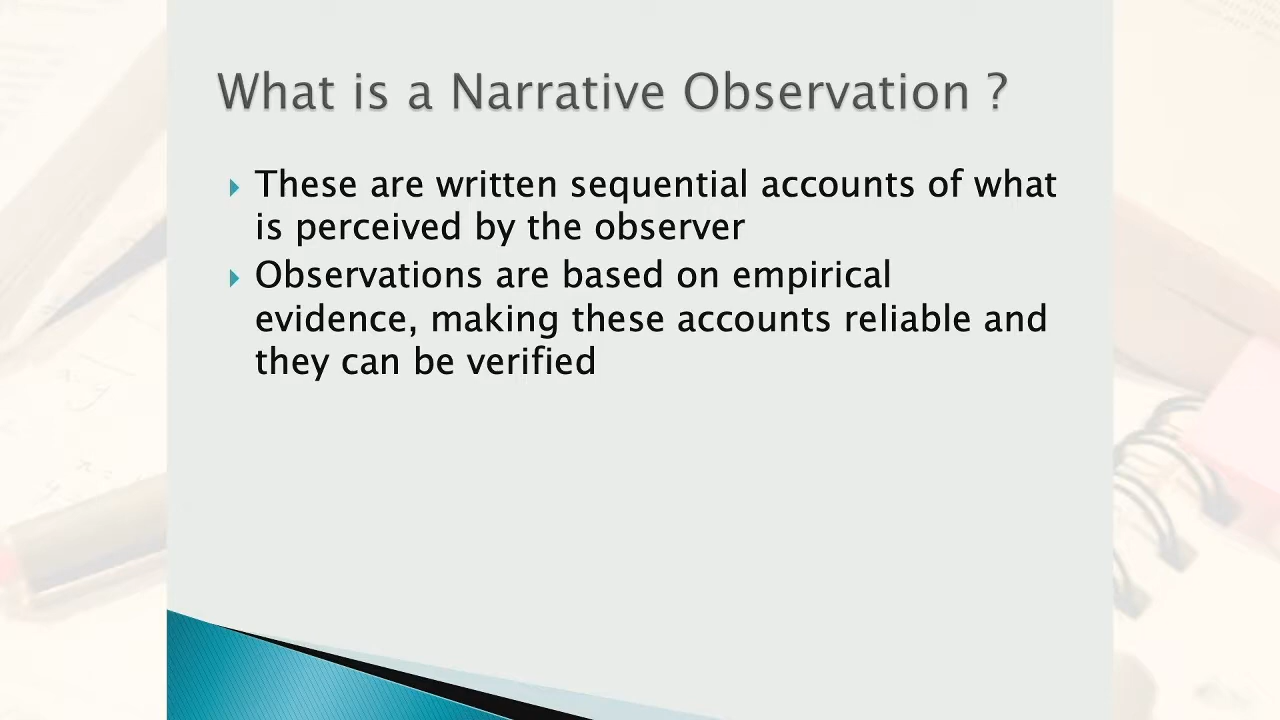 What is a Narrative Observation ?
These are written sequential accounts of what
is perceived by the observer
Observations are based on empirical
evidence, making these accounts reliable and
they can be verified